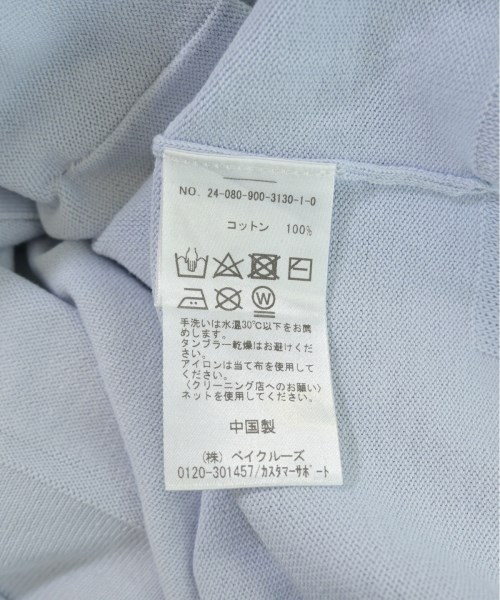 NO. 24-080-900-3130-1-0
コットン 100%
W
手洗いは水温30℃以下をお薦
めします。
タンブラー乾燥はお避けくだ
さい。
アイロンは当て布を使用して
ください。
〈クリーニング店へのお願い〉
ネットを使用してください。
中国製
(株) ベイクルーズ
0120-301457/カスタマーサポート